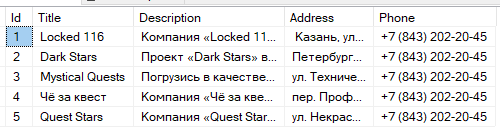 Id Title Description Address Phone
1 Locked 116 Компания «Locked 11... Казань, ул... +7 (843) 202-20-45
2 Dark Stars Проект «Dark Stars» в... Петербург... +7 (843) 202-20-45
3 Mystical Quests Погрузись в качестве... ул. Техниче... +7 (843) 202-20-45
4 Чё за квест Компания «Чё за кве... пер. Проф... +7 (843) 202-20-45
5 Quest Stars Компания «Quest Star... ул. Некрас... +7 (843) 202-20-45